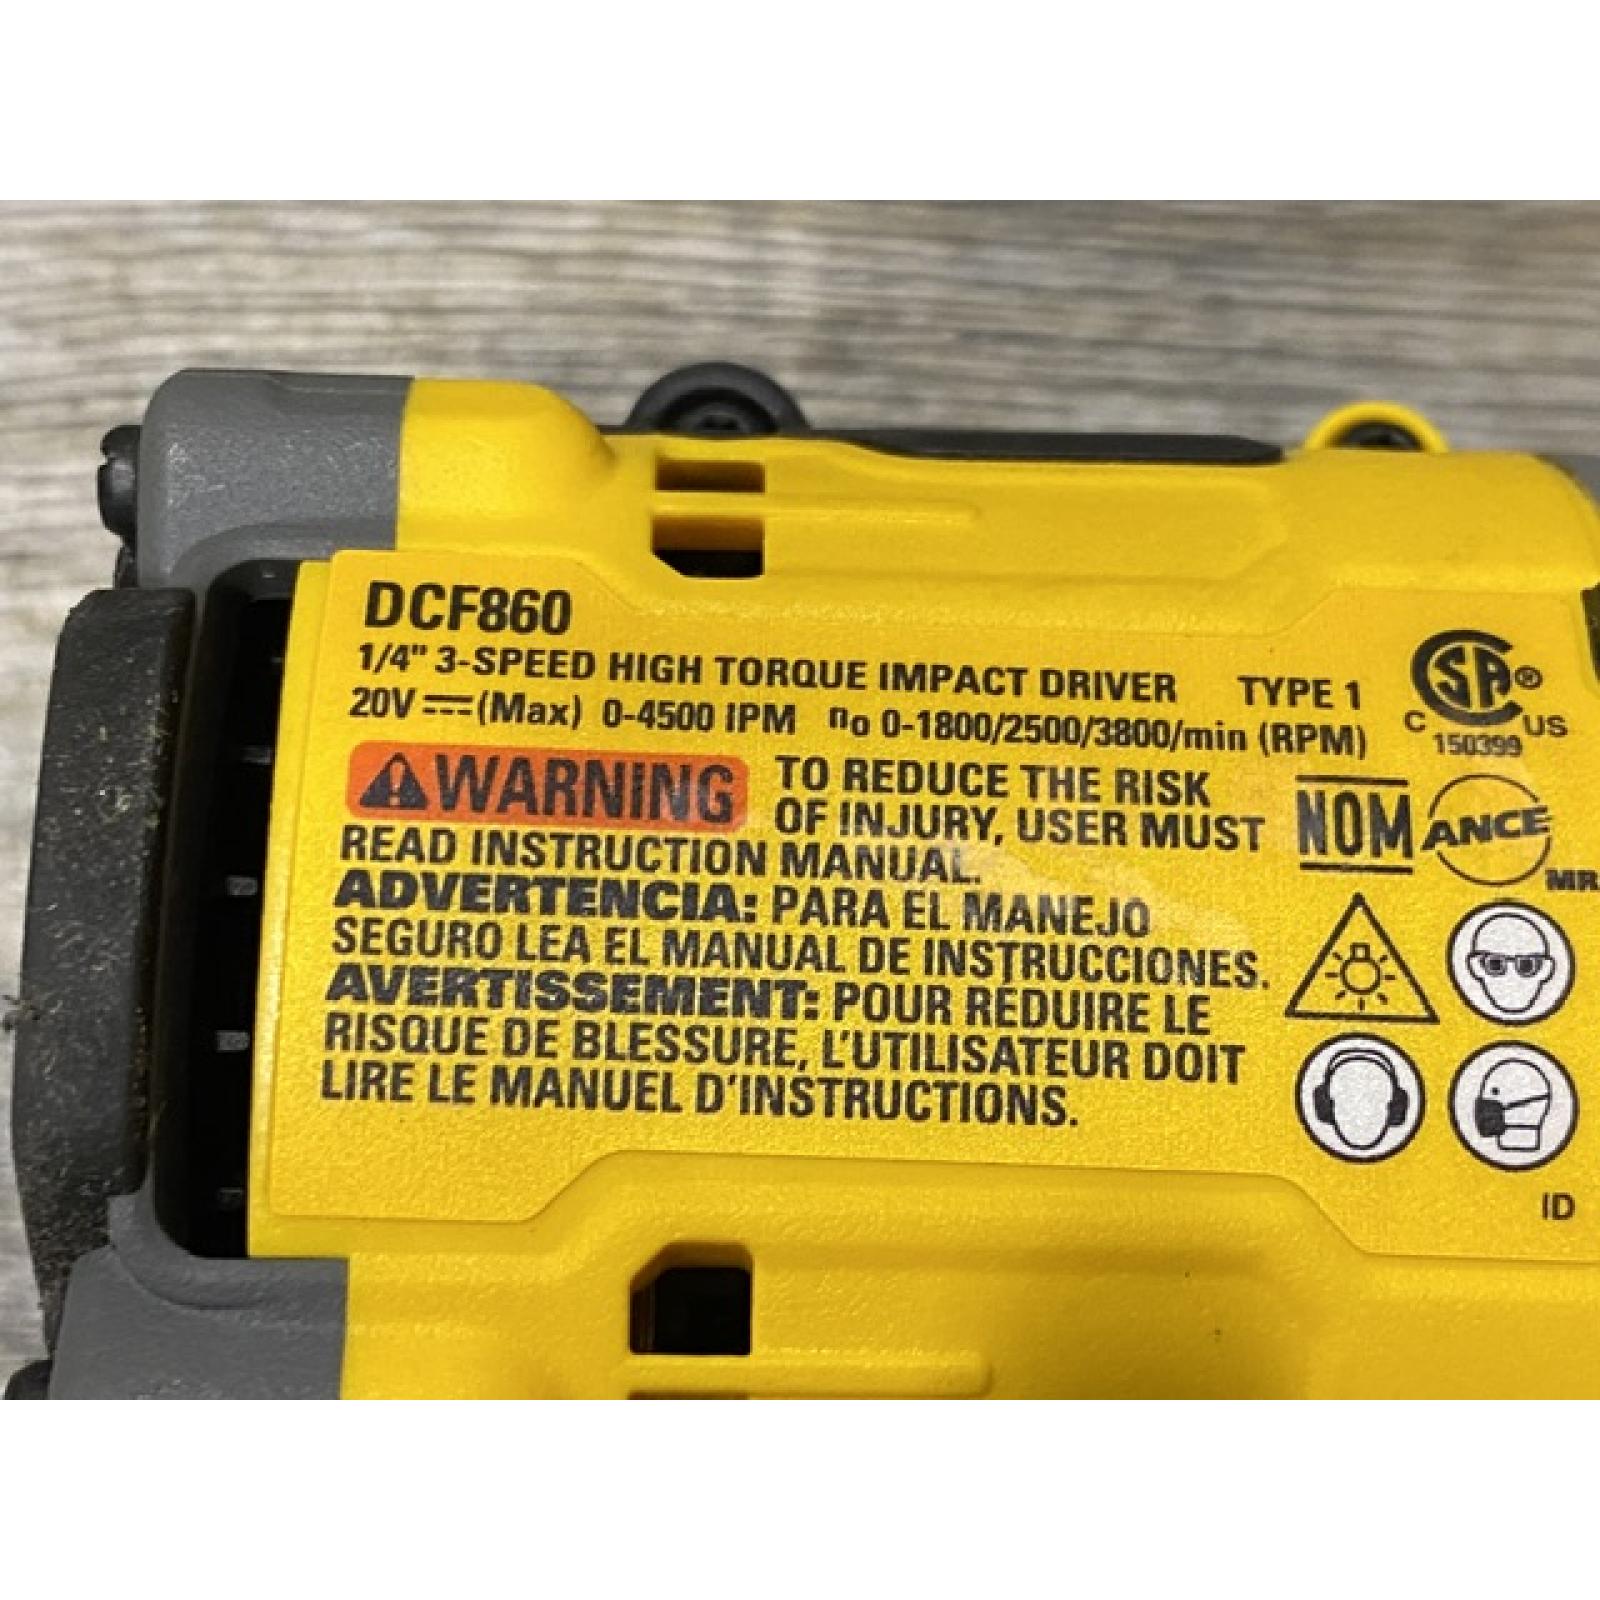 DCF860
1/4" 3-SPEED HIGH TORQUE IMPACT DRIVER TYPE 1
20V ⎓ (Max) 0-4500 IPM no 0-1800/2500/3800/min (RPM)
CSA®
C US
150399
WARNING TO REDUCE THE RISK
OF INJURY, USER MUST
READ INSTRUCTION MANUAL.
NOM ANCE
MR
ADVERTENCIA: PARA EL MANEJO
SEGURO LEA EL MANUAL DE INSTRUCCIONES.
AVERTISSEMENT: POUR RÉDUIRE LE
RISQUE DE BLESSURE, L'UTILISATEUR DOIT
LIRE LE MANUEL D'INSTRUCTIONS.
ID